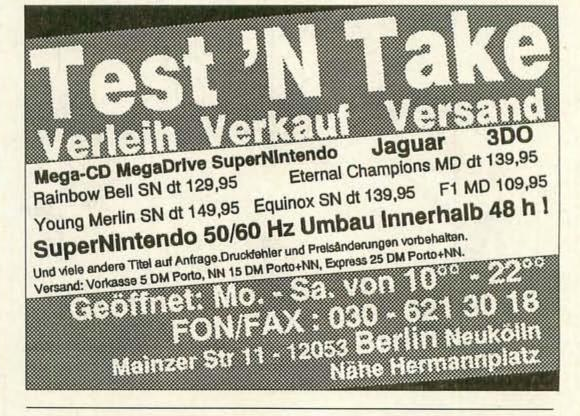 Test 'N Take
Verleih Verkauf Versand
Mega-CD MegaDrive SuperNintendo Jaguar 3DO
Rainbow Bell SN dt 129,95 Eternal Champions MD dt 139,95
Young Merlin SN dt 149,95 Equinox SN dt 139,95 F1 MD 109,95
SuperNintendo 50/60 Hz Umbau Innerhalb 48 h !
Und viele andere Titel auf Anfrage.Druckfehler und Preisänderungen vorbehalten.
Versand: Vorkasse 5 DM Porto, NN 15 DM Porto+NN, Express 25 DM Porto+NN.
Geöffnet: Mo. - Sa. von 10°° - 22°°
FON/FAX : 030 - 621 30 18
Mainzer Str 11 - 12053 Berlin Neukölln
Nähe Hermannplatz